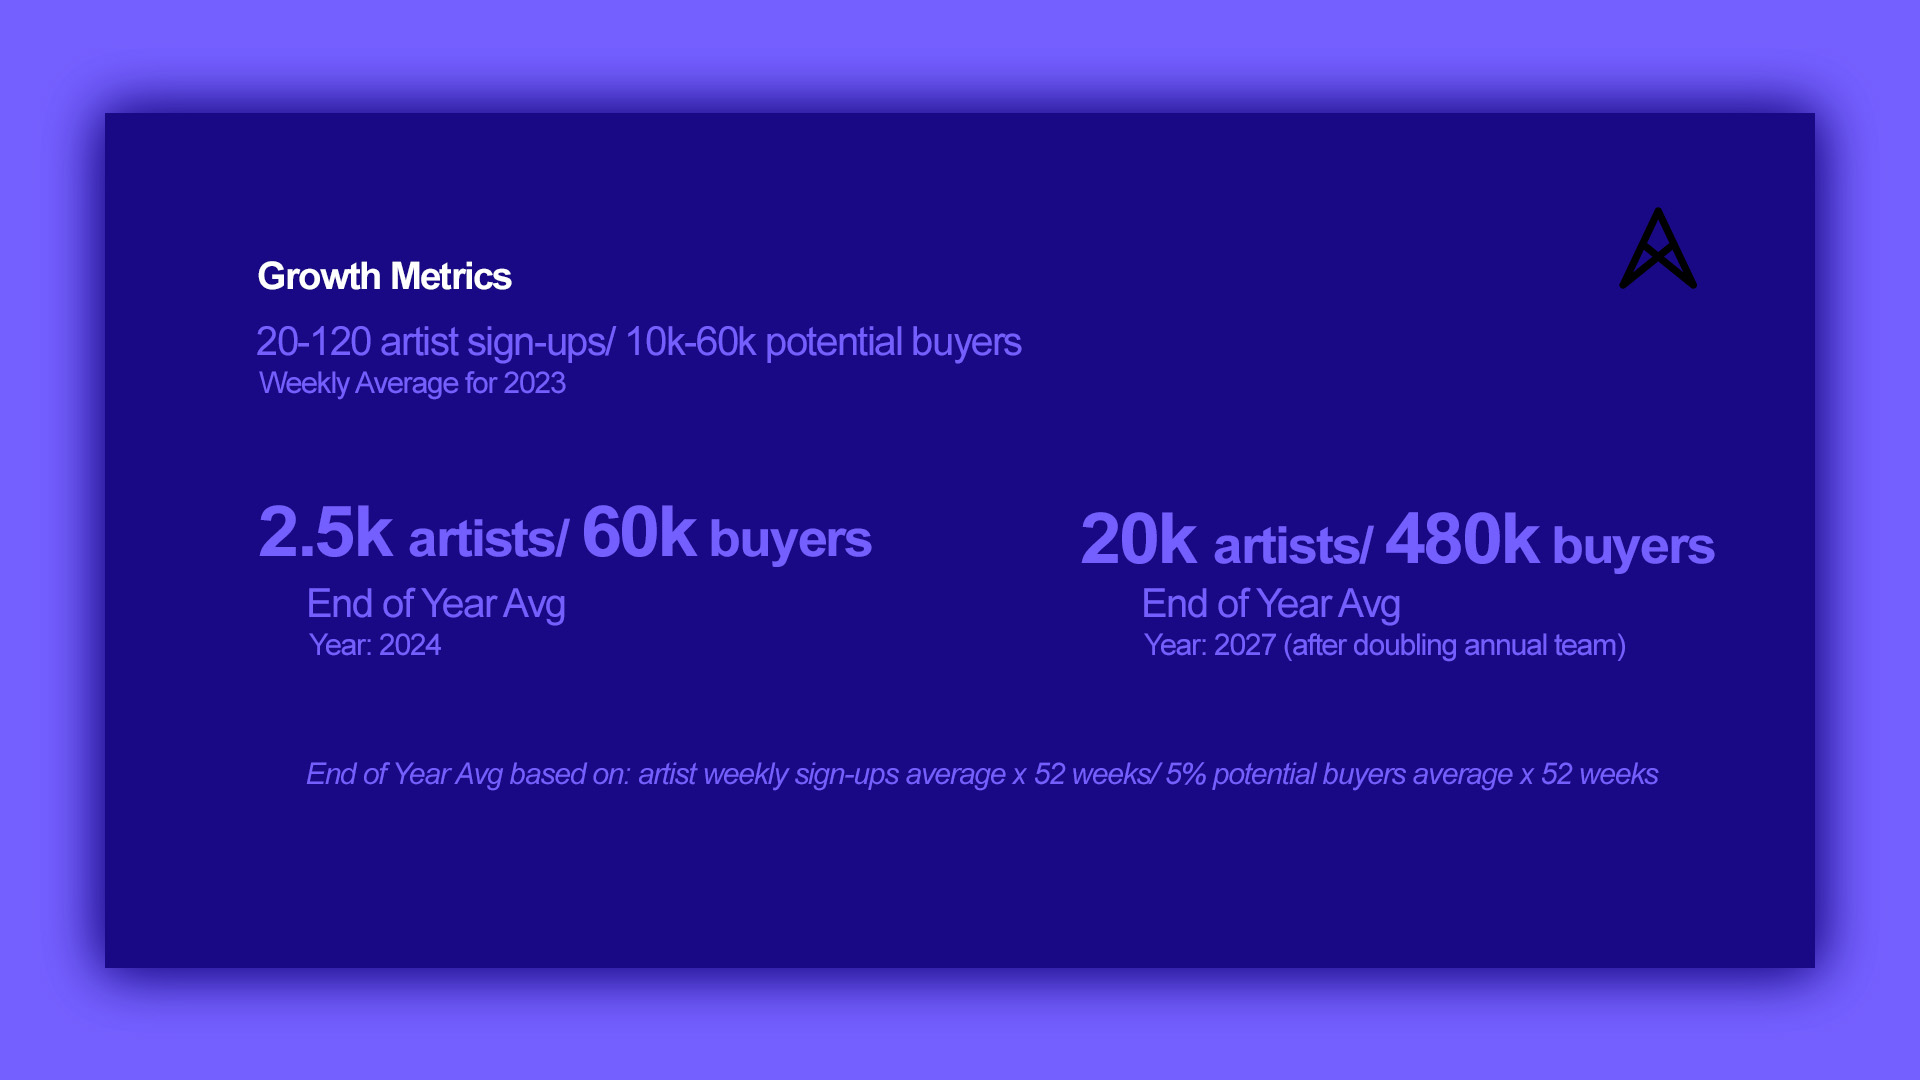 Growth Metrics
20-120 artist sign-ups/ 10k-60k potential buyers
Weekly Average for 2023
2.5k artists/ 60k buyers
End of Year Avg
Year: 2024
20k artists/ 480k buyers
End of Year Avg
Year: 2027 (after doubling annual team)
End of Year Avg based on: artist weekly sign-ups average x 52 weeks/ 5% potential buyers average x 52 weeks